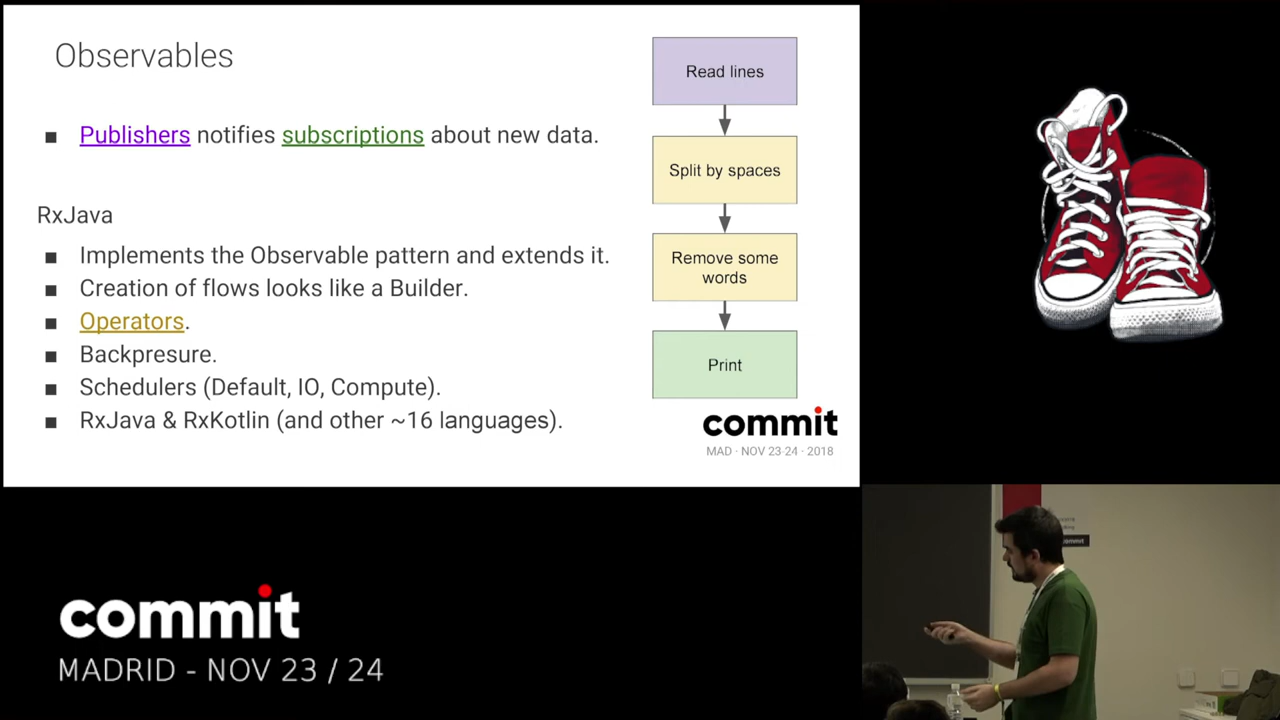 Observables
■ Publishers notifies subscriptions about new data.
RxJava
■ Implements the Observable pattern and extends it.
■ Creation of flows looks like a Builder.
■ Operators.
■ Backpresure.
■ Schedulers (Default, IO, Compute).
■ RxJava & RxKotlin (and other ~16 languages).
Read lines
Split by spaces
Remove some
words
Print
commit
MAD · NOV 23-24 · 2018
commit
MADRID - NOV 23 / 24
commit